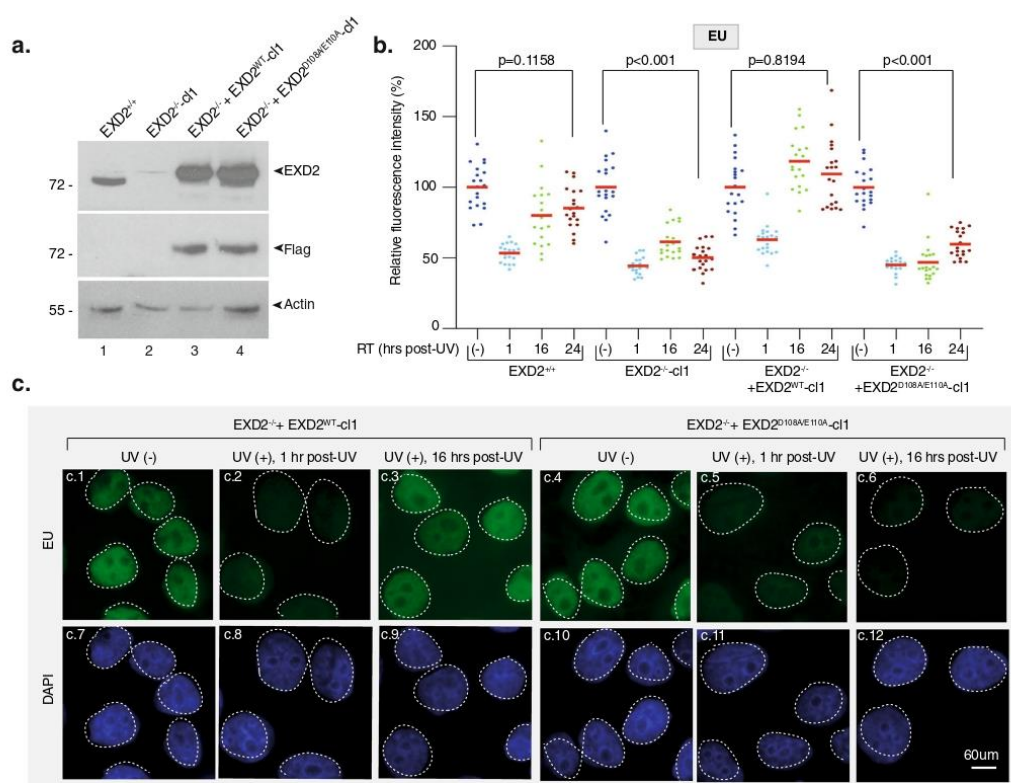 a.
EXD2+/+
EXD2-/--cl1
EXD2-/- + EXD2WT-cl1
EXD2-/- + EXD2D108A/E110A-cl1
72 -
EXD2
72 -
Flag
55 -
Actin
1 2 3 4
b.
EU
Relative fluorescence intensity (%)
200
150
100
50
0
p=0.1158
p<0.001
p=0.8194
p<0.001
RT (hrs post-UV) (-) 1 16 24 (-) 1 16 24 (-) 1 16 24 (-) 1 16 24
EXD2+/+
EXD2-/--cl1
EXD2-/-
+EXD2WT-cl1
EXD2-/-
+EXD2D108A/E110A-cl1
c.
EXD2-/-+ EXD2WT-cl1
EXD2-/-+ EXD2D108A/E110A-cl1
UV (-) UV (+), 1 hr post-UV UV (+), 16 hrs post-UV UV (-) UV (+), 1 hr post-UV UV (+), 16 hrs post-UV
EU
c.1 c.2 c.3 c.4 c.5 c.6
DAPI
c.7 c.8 c.9 c.10 c.11 c.12
60um